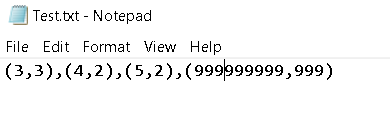 Test.txt - Notepad
File Edit Format View Help
(3,3),(4,2),(5,2),(999999999,999)